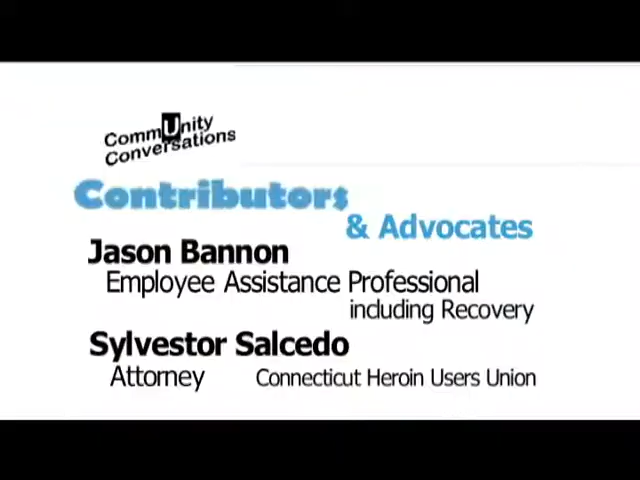 CommUnity
Conversations
Contributors
& Advocates
Jason Bannon
Employee Assistance Professional
including Recovery
Sylvestor Salcedo
Attorney Connecticut Heroin Users Union